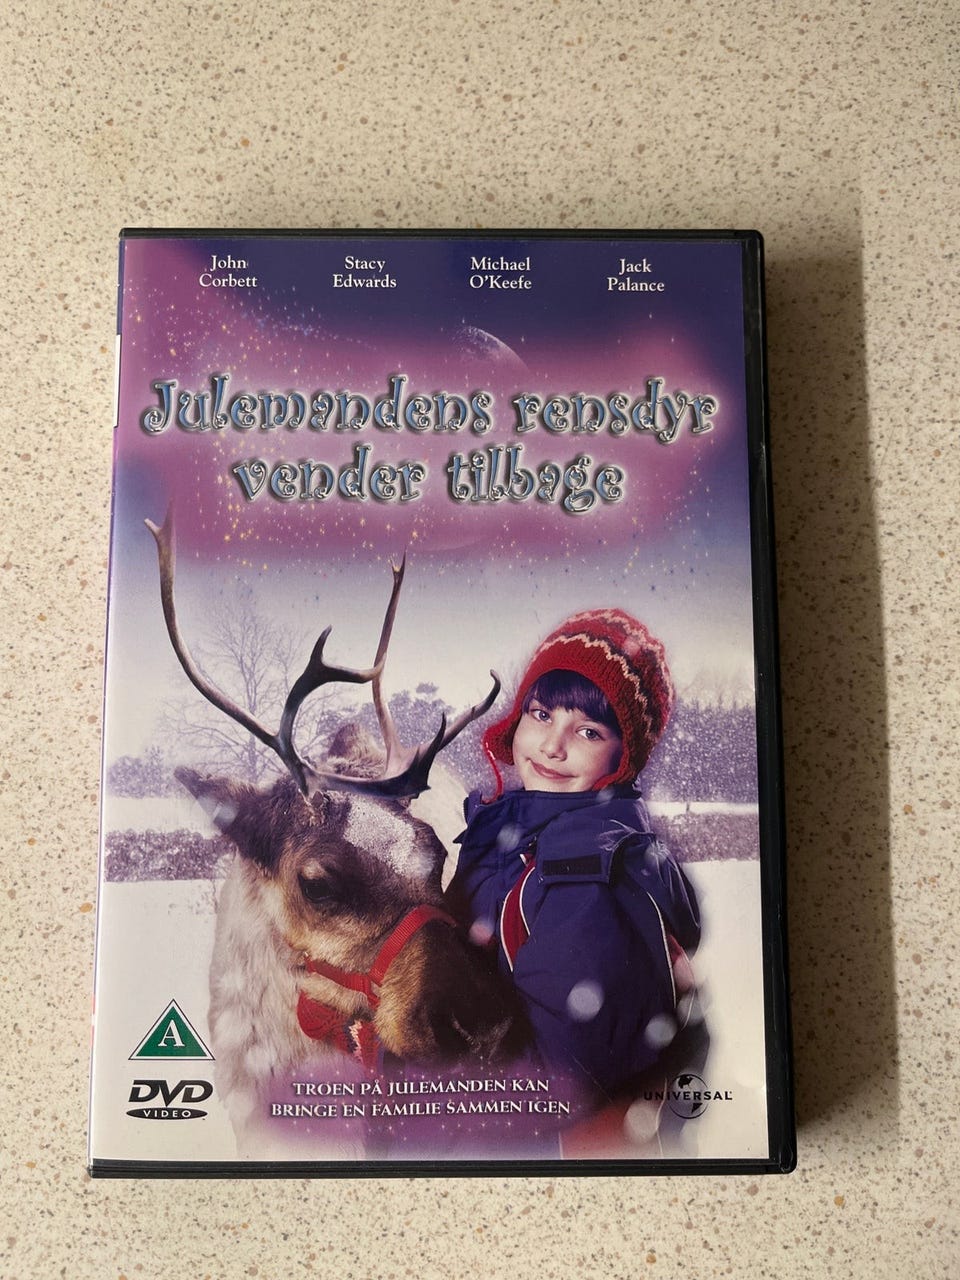 John Corbett
Stacy Edwards
Michael O'Keefe
Jack Palance
Julemandens rensdyr
vender tilbage
A
DVD
VIDEO
TROEN PÅ JULEMANDEN KAN
BRINGE EN FAMILIE SAMMEN IGEN
UNIVERSAL